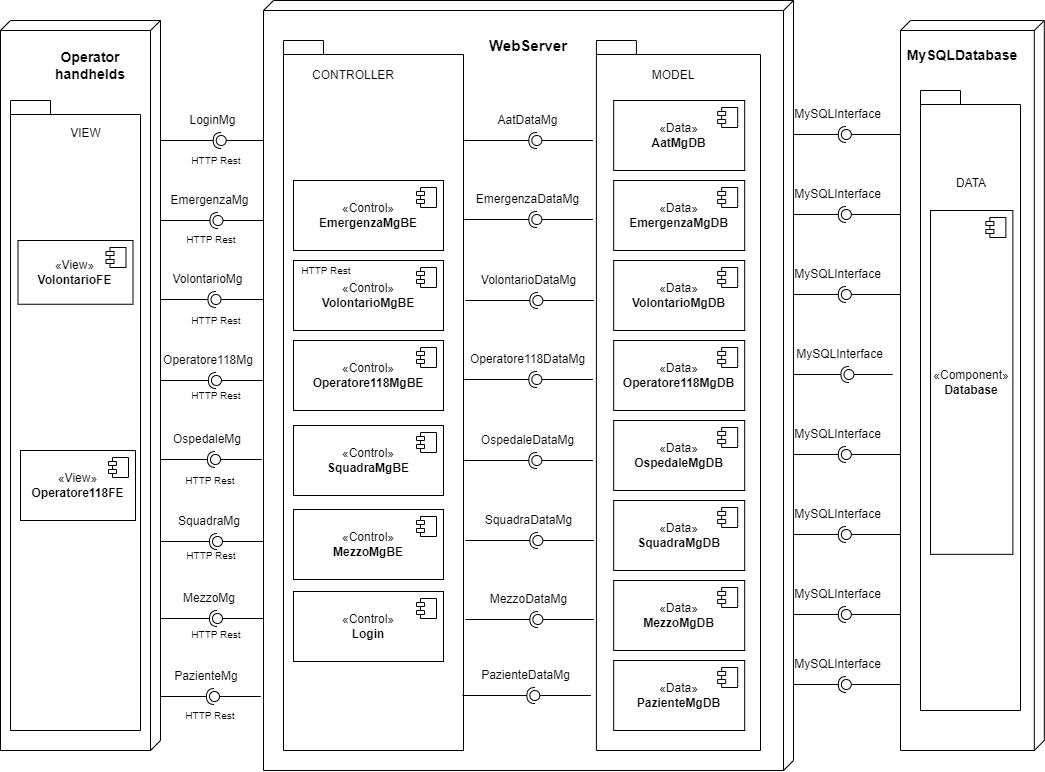 Operator
handhelds
VIEW
«View»
VolontarioFE
«View»
Operatore118FE
LoginMg
HTTP Rest
EmergenzaMg
HTTP Rest
VolontarioMg
HTTP Rest
Operatore118Mg
HTTP Rest
OspedaleMg
HTTP Rest
SquadraMg
HTTP Rest
MezzoMg
HTTP Rest
PazienteMg
HTTP Rest
WebServer
CONTROLLER
«Control»
EmergenzaMgBE
HTTP Rest
«Control»
VolontarioMgBE
«Control»
Operatore118MgBE
«Control»
SquadraMgBE
«Control»
MezzoMgBE
«Control»
Login
AatDataMg
EmergenzaDataMg
VolontarioDataMg
Operatore118DataMg
OspedaleDataMg
SquadraDataMg
MezzoDataMg
PazienteDataMg
MODEL
«Data»
AatMgDB
«Data»
EmergenzaMgDB
«Data»
VolontarioMgDB
«Data»
Operatore118MgDB
«Data»
OspedaleMgDB
«Data»
SquadraMgDB
«Data»
MezzoMgDB
«Data»
PazienteMgDB
MySQLInterface
MySQLInterface
MySQLInterface
MySQLInterface
MySQLInterface
MySQLInterface
MySQLInterface
MySQLInterface
MySQLDatabase
DATA
«Component»
Database